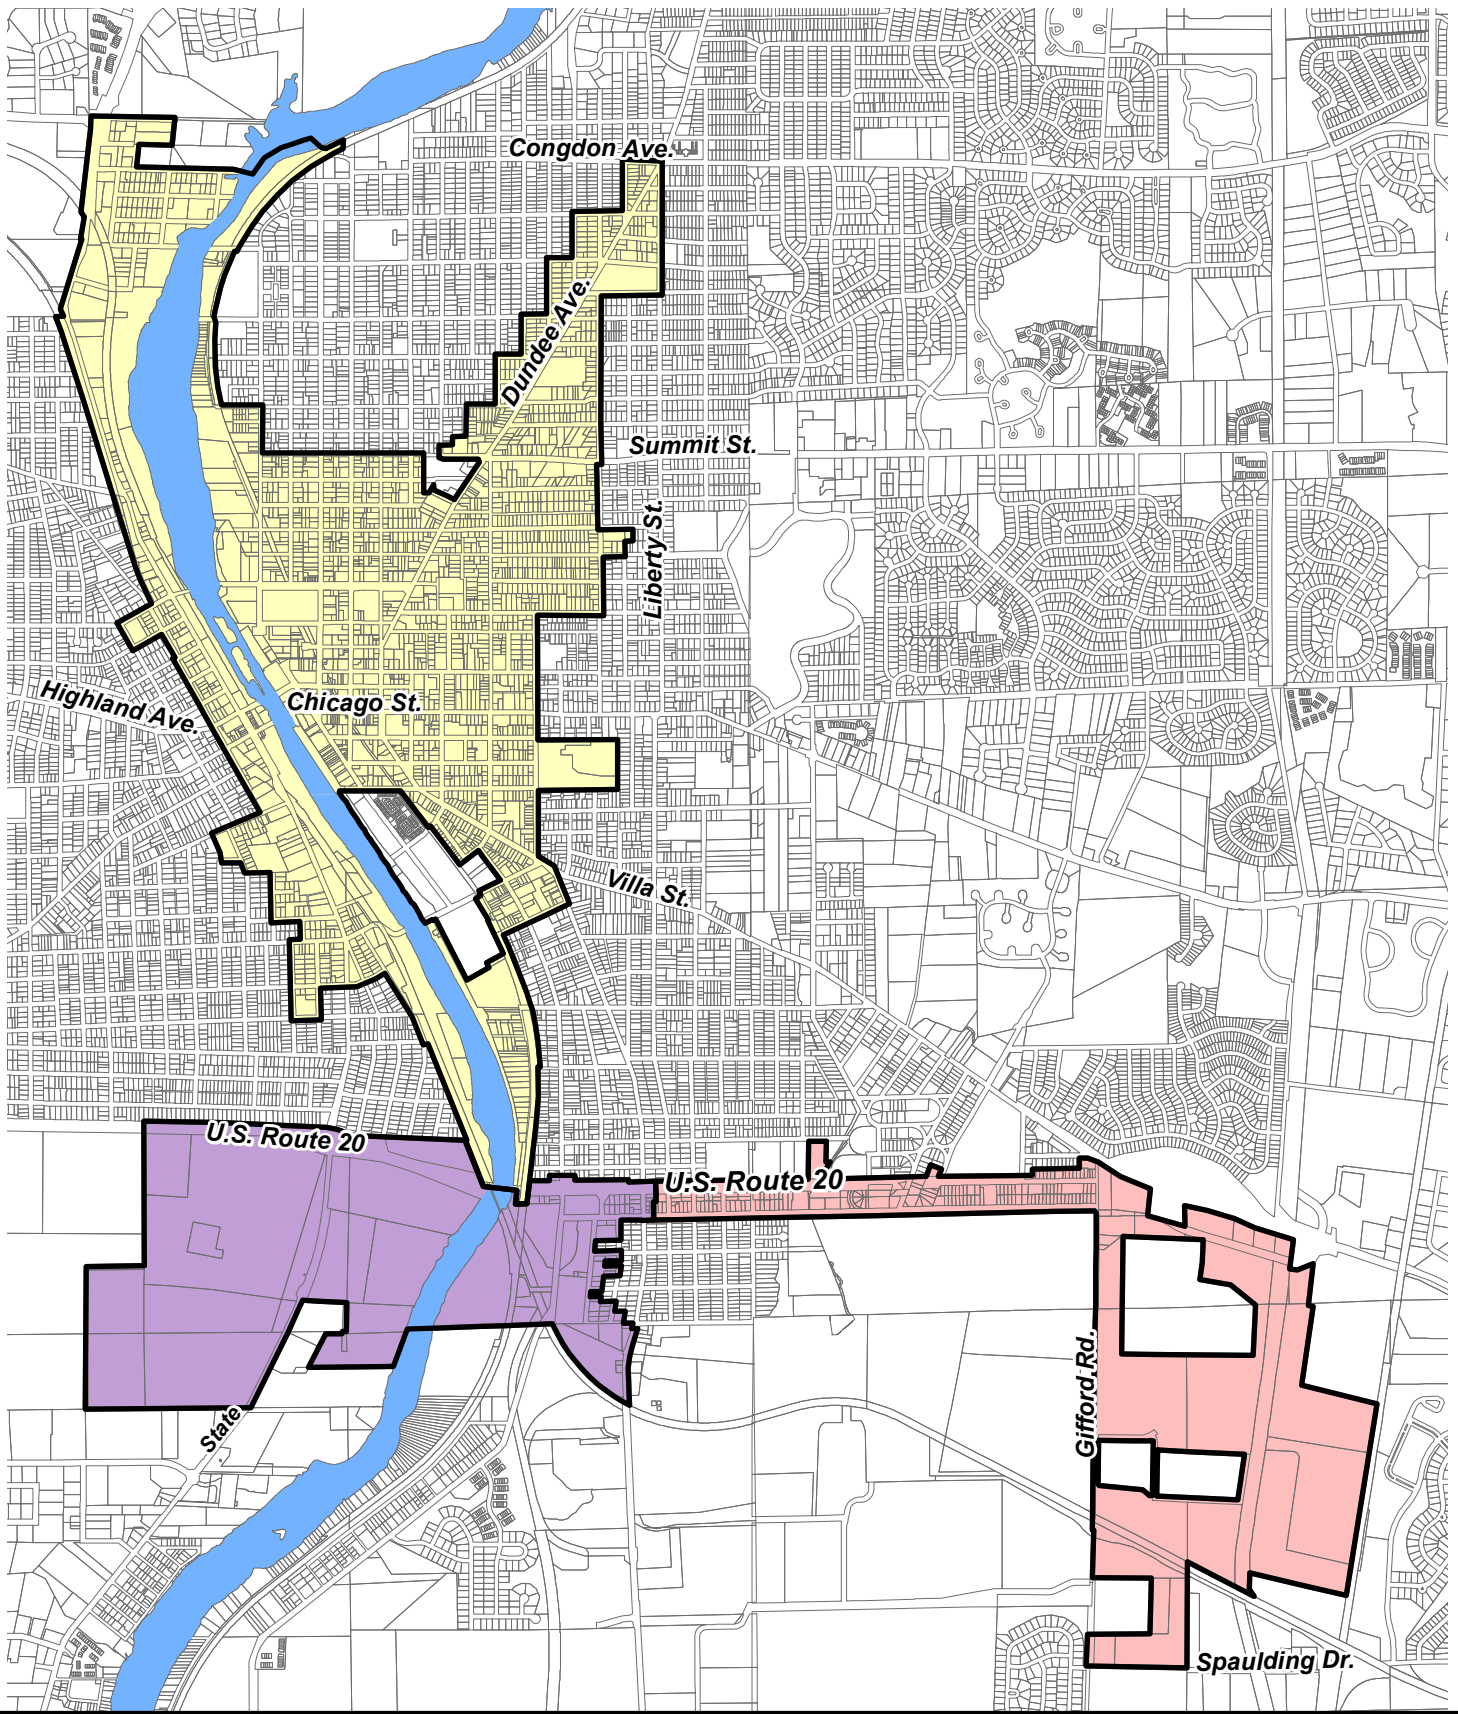 Congdon Ave.
Dundee Ave.
Summit St.
Liberty St.
Highland Ave.
Chicago St.
Villa St.
U.S. Route 20
U.S. Route 20
Gifford Rd.
State
Spaulding Dr.